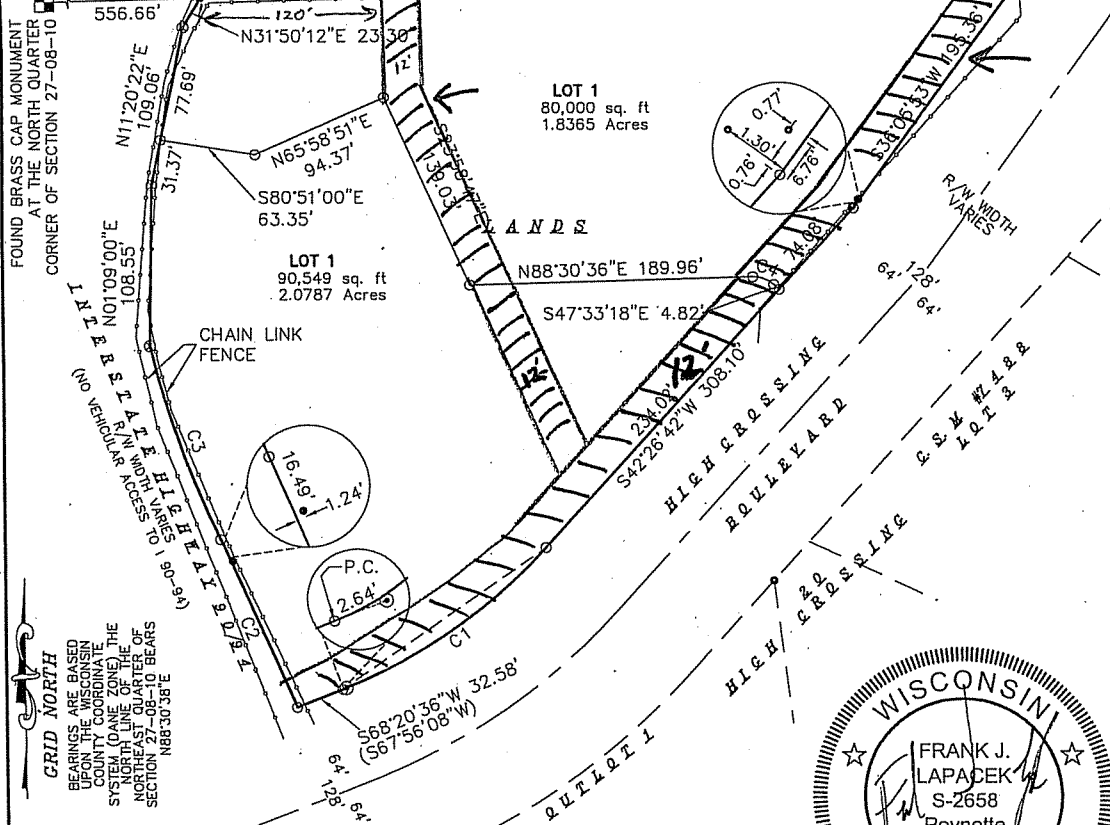 556.66'
120'
N31°50'12"E 23.30'
FOUND BRASS CAP MONUMENT
AT THE NORTH QUARTER
CORNER OF SECTION 27-08-10
N11°20'22"E
109.06'
77.69'
31.37'
12'
LOT 1
80,000 sq. ft
1.8365 Acres
N65°58'51"E
94.37'
S80°51'00"E
63.35'
139.03'
LANDS
0.77'
1.30'
0.76'
6.76'
S36°06'53"W 195.36'
R/W WIDTH
VARIES
N01°09'00"E
108.55'
LOT 1
90,549 sq. ft
2.0787 Acres
N88°30'36"E 189.96'
S47°33'18"E 4.82'
74.08'
64'
128'
64'
CHAIN LINK
FENCE
INTERSTATE HIGHWAY 90/94
R/W WIDTH VARIES
(NO VEHICULAR ACCESS TO I 90-94)
C3
12'
12'
234.02'
S42°26'42"W 308.10'
HIGH CROSSING
BOULEVARD
C.S.M. #7488
LOT 3
16.49'
1.24'
P.C.
2.64'
C2
C1
HIGH CROSSING
S68°20'36"W 32.58'
(S67°56'08"W)
64'
128'
64'
OUTLOT 1
GRID NORTH
BEARINGS ARE BASED
UPON THE WISCONSIN
COUNTY COORDINATE
SYSTEM (DANE ZONE) THE
NORTH LINE OF THE
NORTHEAST QUARTER OF
SECTION 27-08-10 BEARS
N88°30'38"E
WISCONSIN
FRANK J.
LAPACEK
S-2658